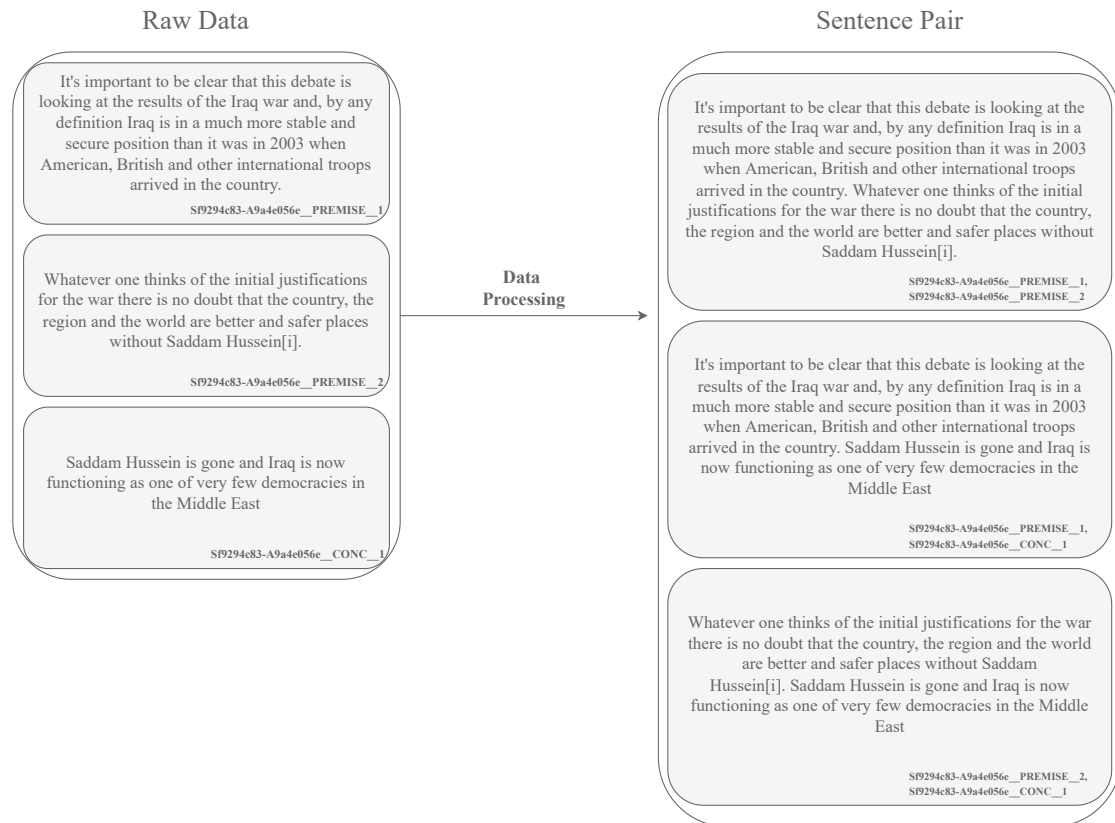 Raw Data
It's important to be clear that this debate is
looking at the results of the Iraq war and, by any
definition Iraq is in a much more stable and
secure position than it was in 2003 when
American, British and other international troops
arrived in the country.
Sf9294c83-A9a4e056e__PREMISE__1
Whatever one thinks of the initial justifications
for the war there is no doubt that the country, the
region and the world are better and safer places
without Saddam Hussein[i].
Sf9294c83-A9a4e056e__PREMISE__2
Saddam Hussein is gone and Iraq is now
functioning as one of very few democracies in
the Middle East
Sf9294c83-A9a4e056e__CONC__1
Data
Processing
Sentence Pair
It's important to be clear that this debate is looking at the
results of the Iraq war and, by any definition Iraq is in a
much more stable and secure position than it was in 2003
when American, British and other international troops
arrived in the country. Whatever one thinks of the initial
justifications for the war there is no doubt that the country,
the region and the world are better and safer places without
Saddam Hussein[i].
Sf9294c83-A9a4e056e__PREMISE__1,
Sf9294c83-A9a4e056e__PREMISE__2
It's important to be clear that this debate is looking at the
results of the Iraq war and, by any definition Iraq is in a
much more stable and secure position than it was in 2003
when American, British and other international troops
arrived in the country. Saddam Hussein is gone and Iraq is
now functioning as one of very few democracies in the
Middle East
Sf9294c83-A9a4e056e__PREMISE__1,
Sf9294c83-A9a4e056e__CONC__1
Whatever one thinks of the initial justifications for the war
there is no doubt that the country, the region and the world
are better and safer places without Saddam
Hussein[i]. Saddam Hussein is gone and Iraq is now
functioning as one of very few democracies in the Middle
East
Sf9294c83-A9a4e056e__PREMISE__2,
Sf9294c83-A9a4e056e__CONC__1